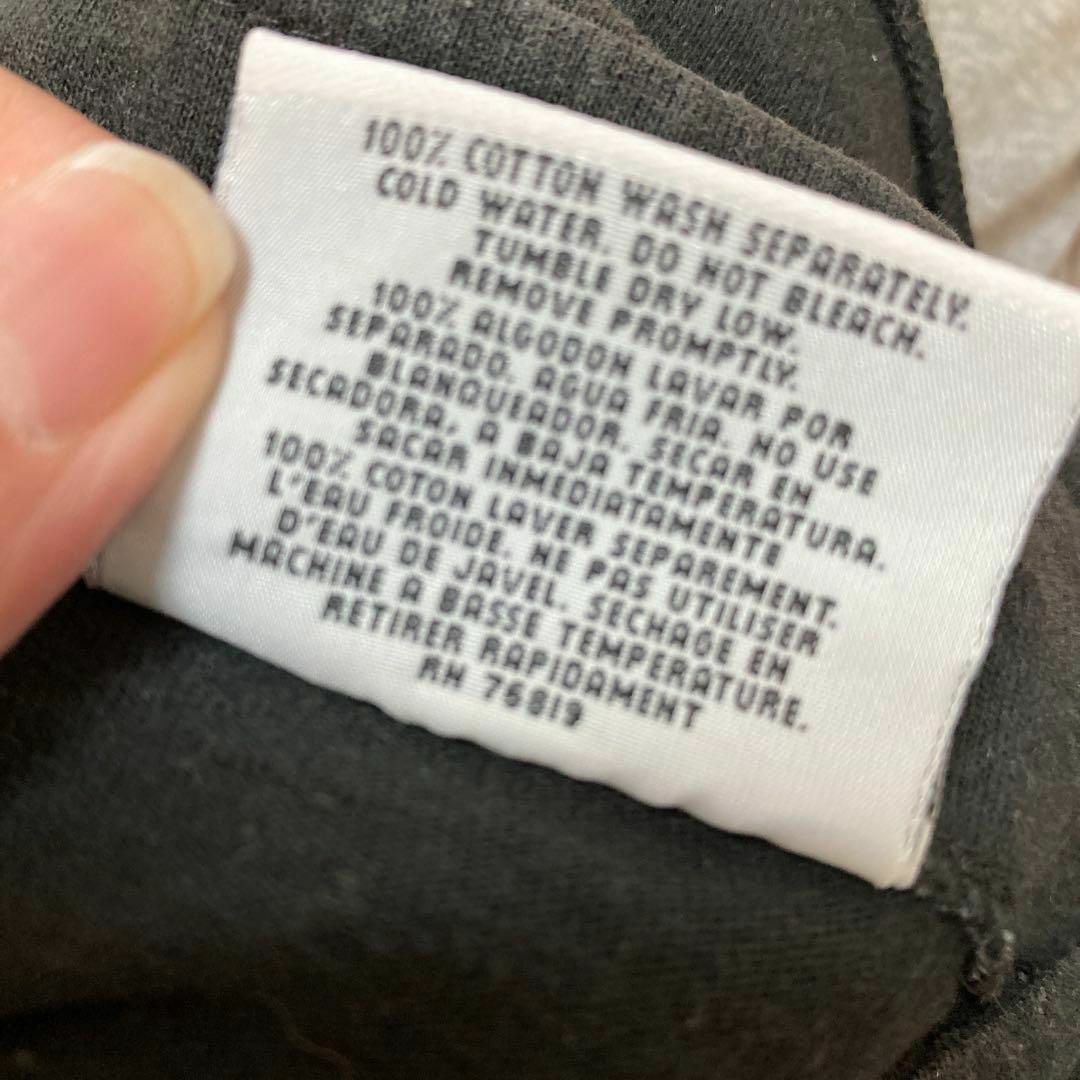 100% COTTON WASH SEPARATELY.
COLD WATER. DO NOT BLEACH.
TUMBLE DRY LOW.
REMOVE PROMPTLY.
100% ALGODON LAVAR POR
SEPARADO. AGUA FRIA. NO USE
BLANQUEADOR. SECAR EN
SECADORA, A BAJA TEMPERATURA.
SACAR INMEDIATAMENTE
100% COTON LAVER SEPAREMENT.
L'EAU FROIDE. NE PAS UTILISER
D'EAU DE JAVEL. SECHAGE EN
MACHINE A BASSE TEMPERATURE.
RETIRER RAPIDAMENT
RN 75819